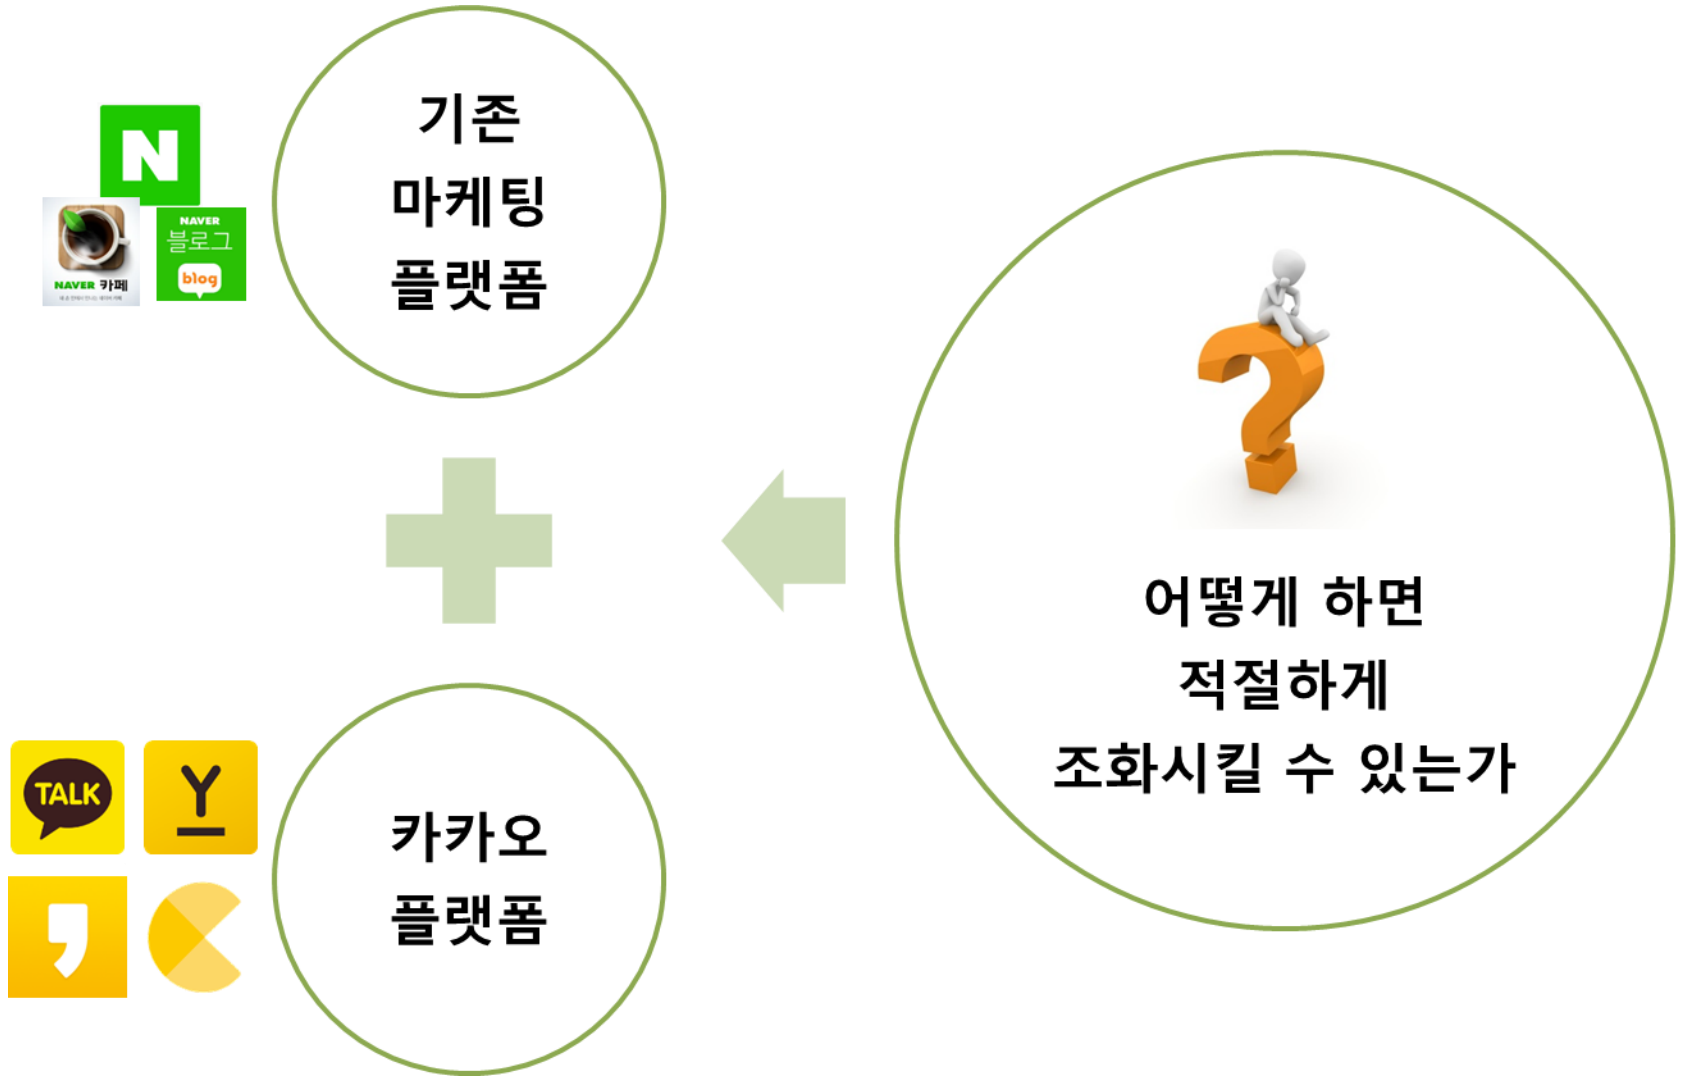 기존
마케팅
플랫폼
N
NAVER 카페
NAVER
블로그
blog
카카오
플랫폼
TALK
Y
어떻게 하면
적절하게
조화시킬 수 있는가